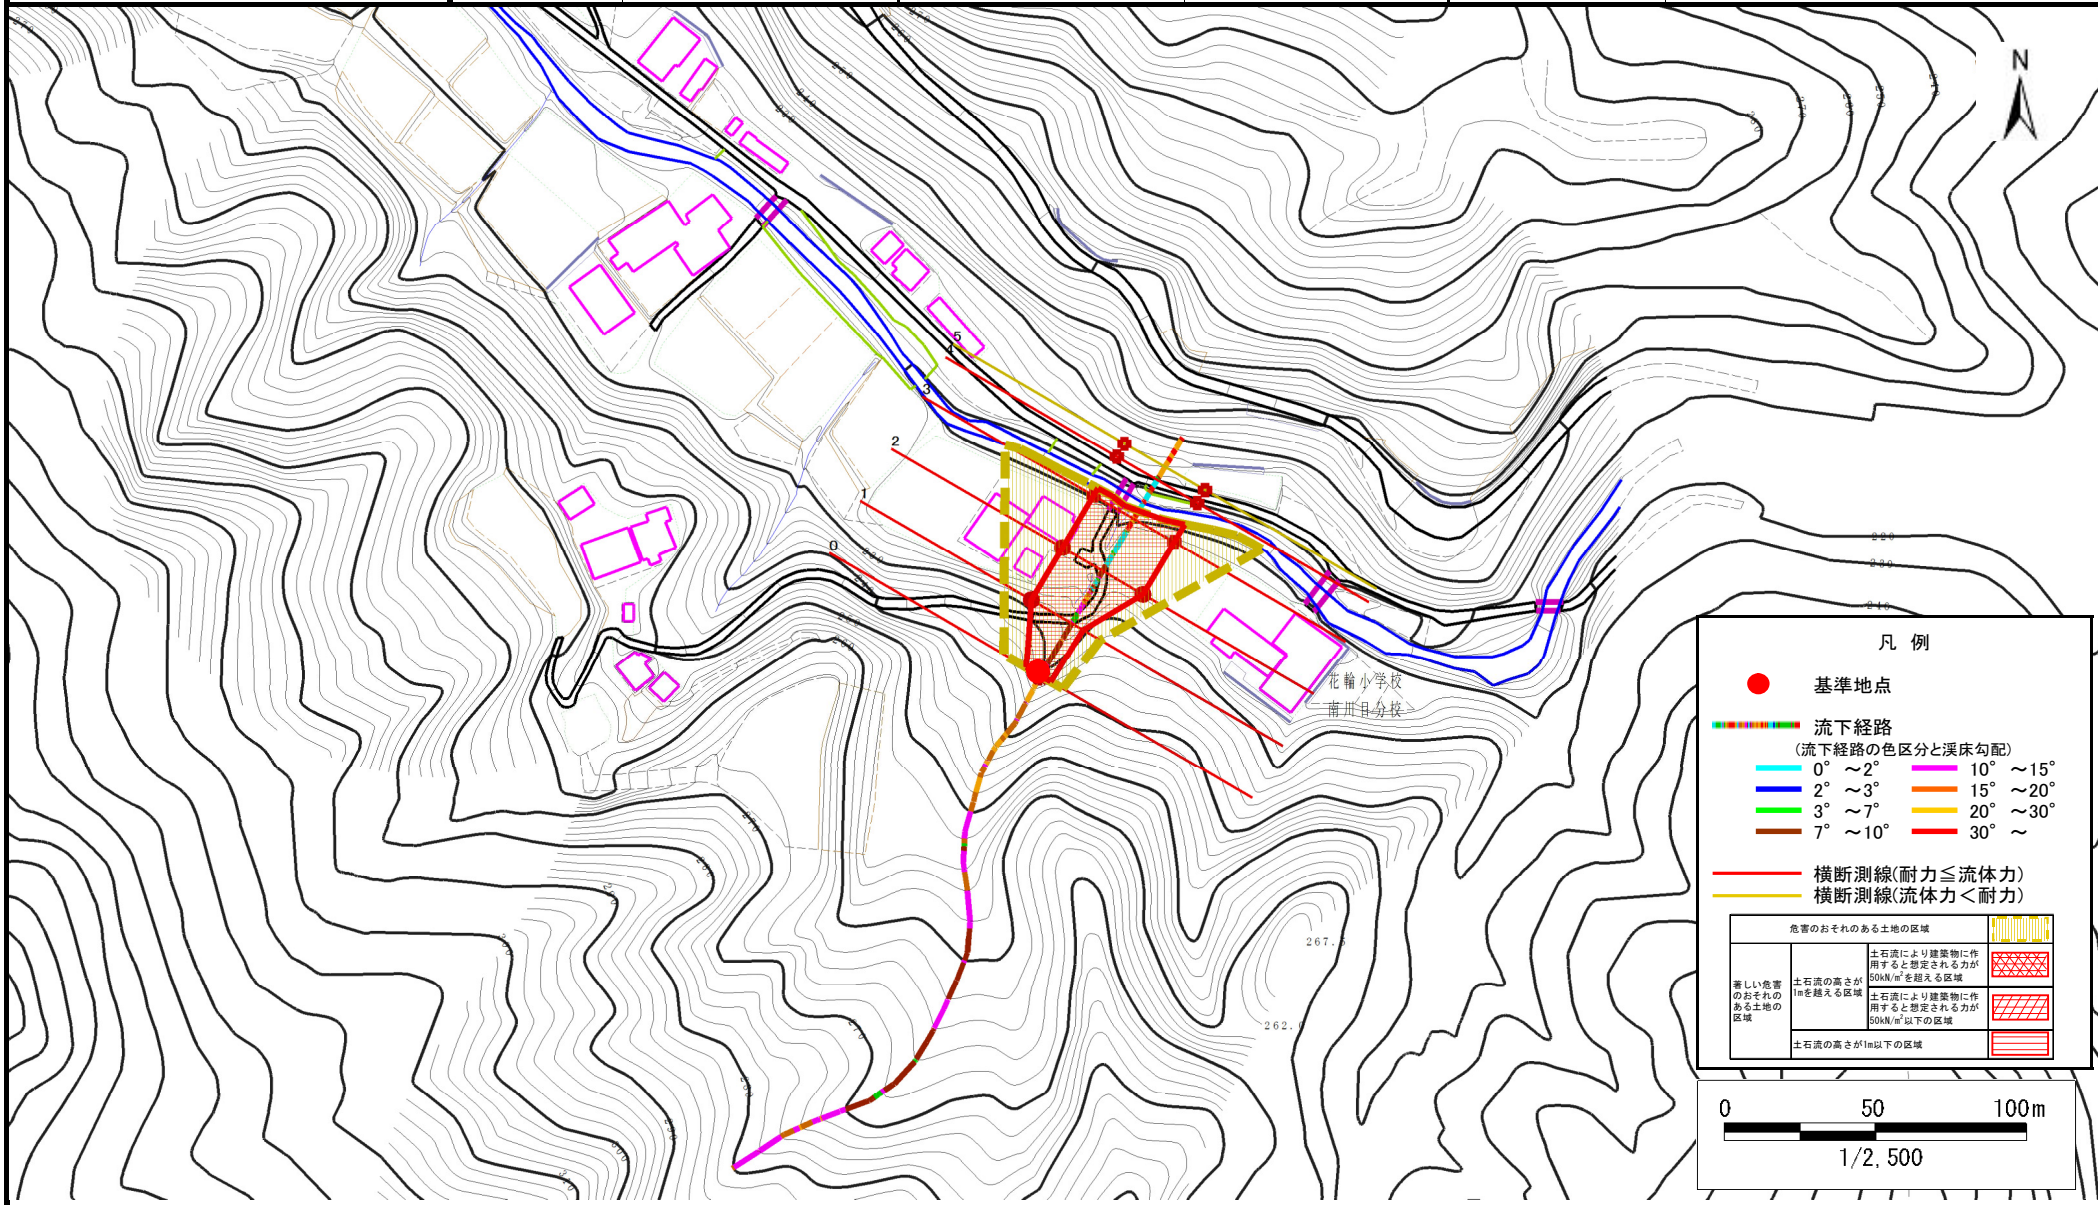 N
5
4
3
2
1
0
花輪小学校
南川目分校
267.5
262.0
220
230
240
270
凡 例
基準地点
流下経路
(流下経路の色区分と渓床勾配)
0° ～2° 10° ～15°
2° ～3° 15° ～20°
3° ～7° 20° ～30°
7° ～10° 30° ～
横断測線(耐力≦流体力)
横断測線(流体力＜耐力)
危害のおそれのある土地の区域
著しい危害
のおそれの
ある土地の
区域
土石流の高さが
1mを越える区域
土石流により建築物に作
用すると想定される力が
50kN/m²を超える区域
土石流により建築物に作
用すると想定される力が
50kN/m²以下の区域
土石流の高さが1m以下の区域
0 50 100m
1/2,500